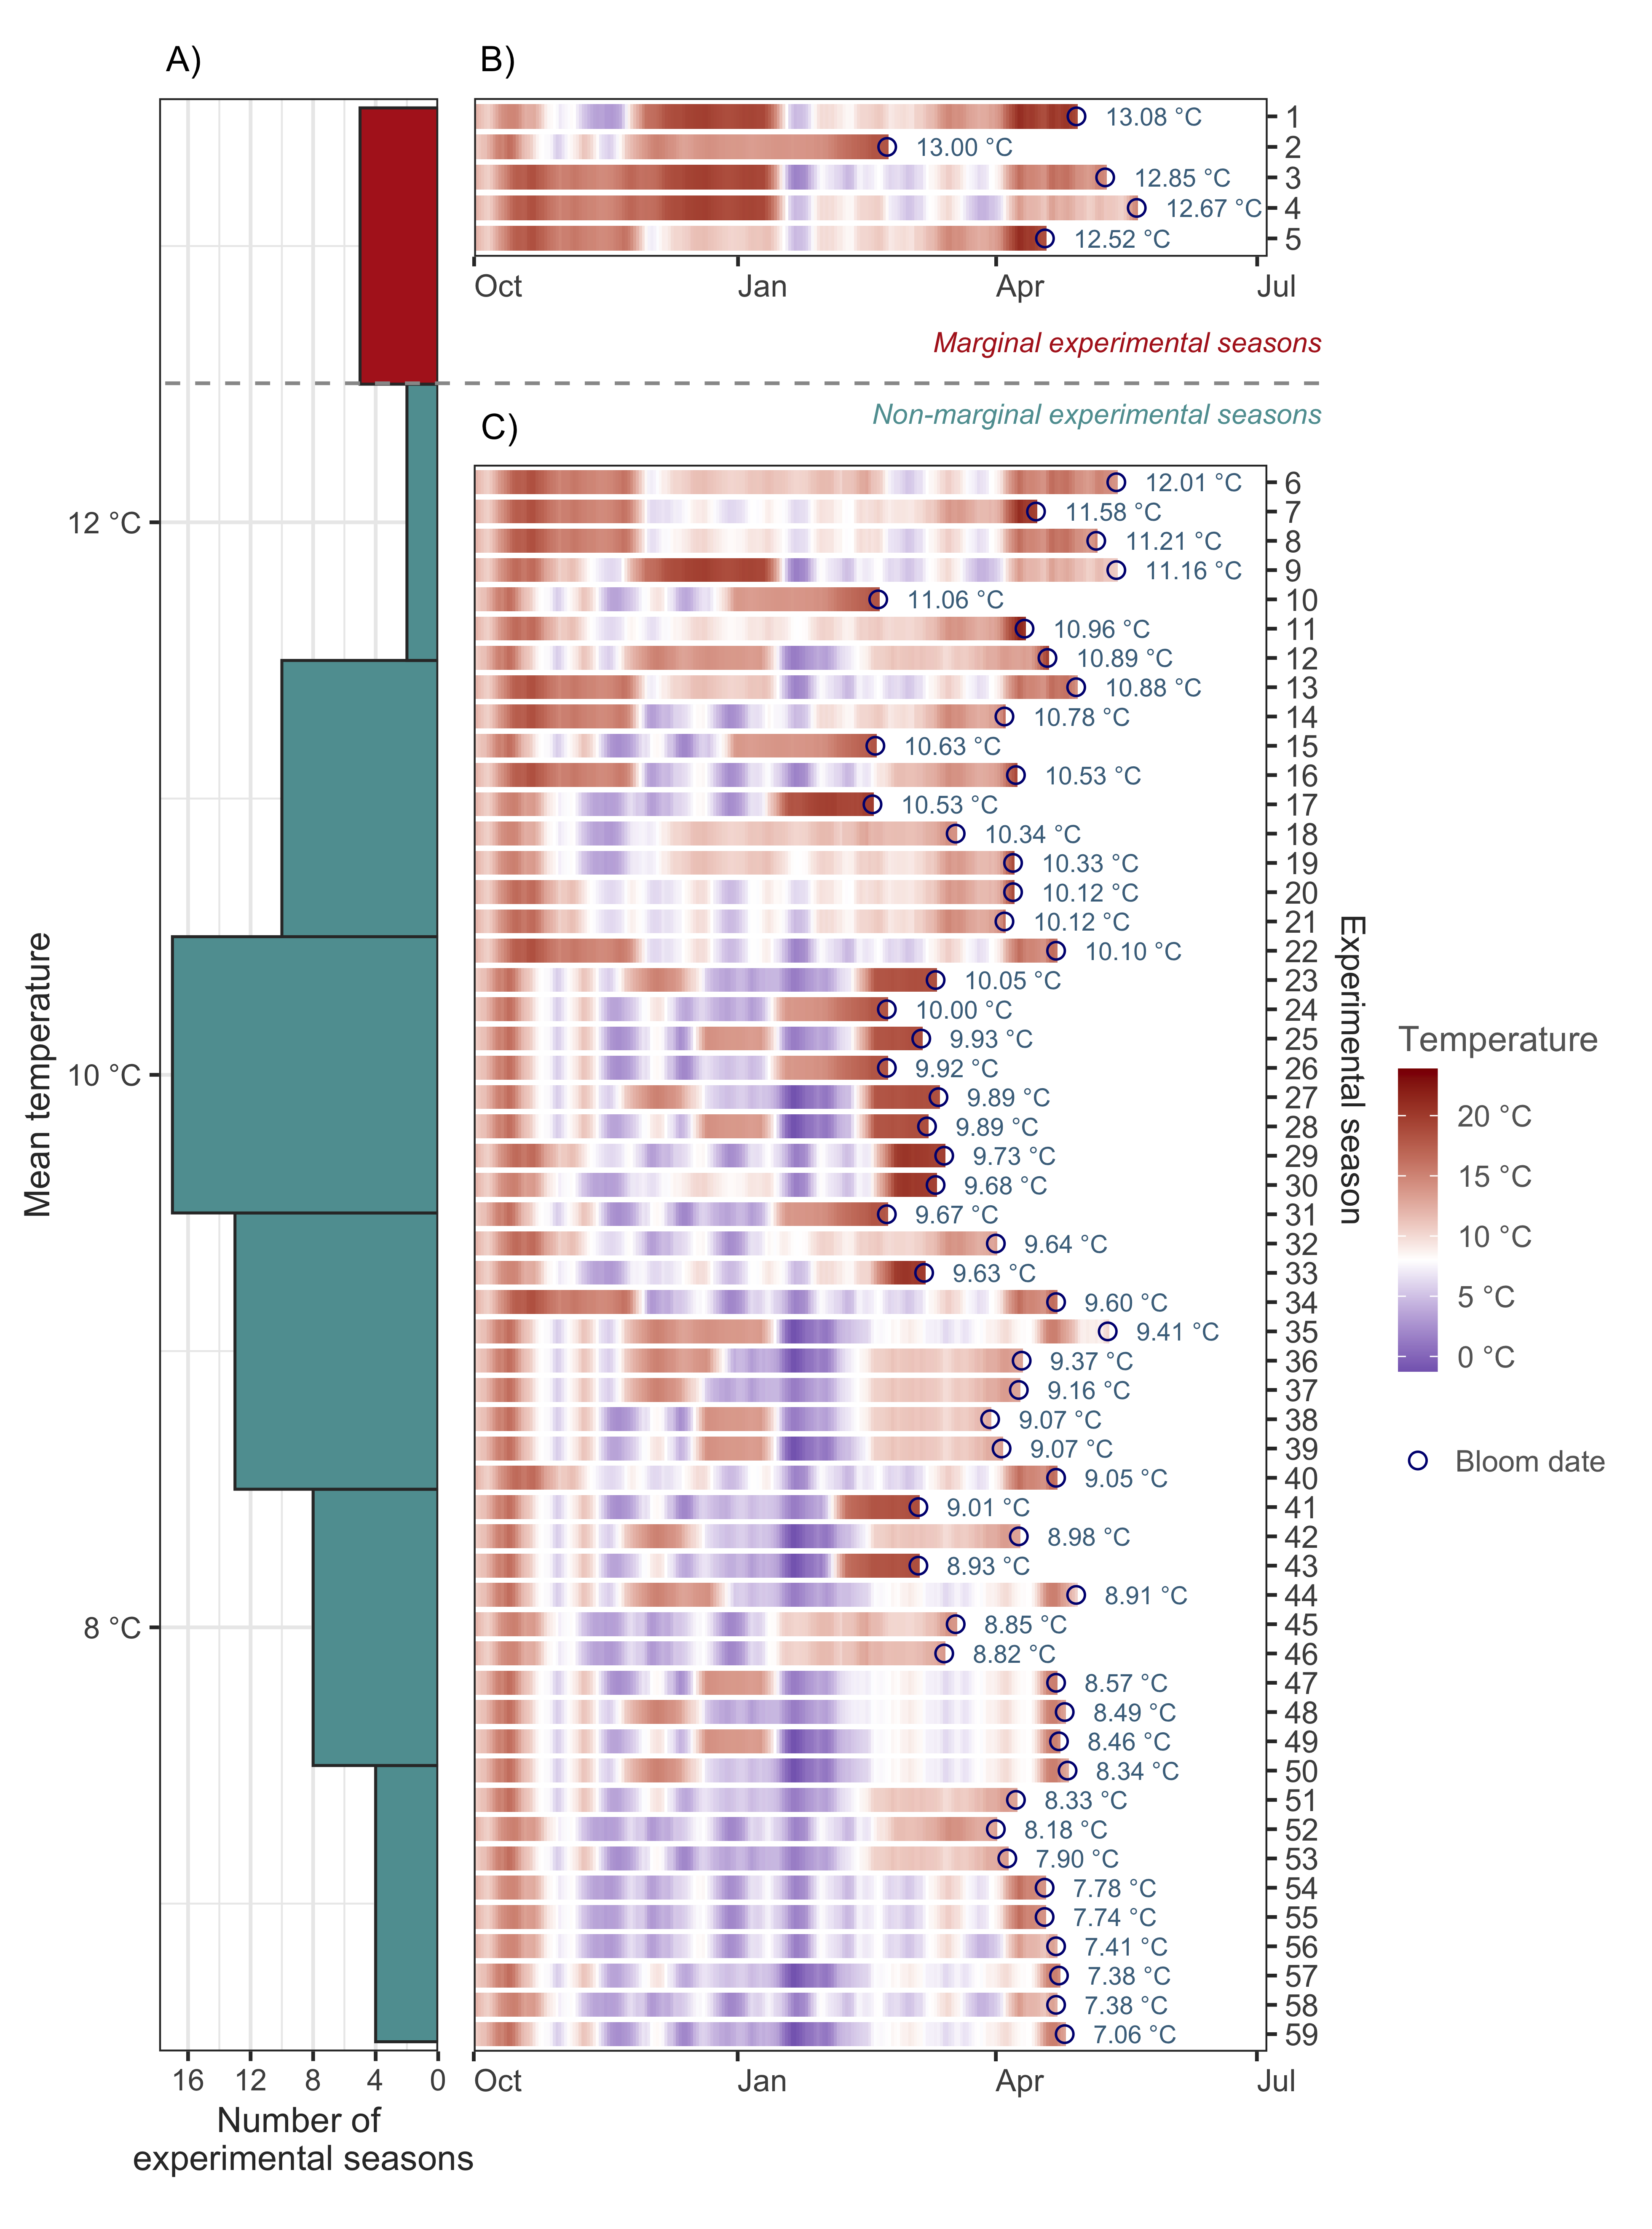 A)
B)
13.08 °C
1
13.00 °C
2
12.85 °C
3
12.67 °C
4
12.52 °C
5
Oct
Jan
Apr
Jul
Marginal experimental seasons
Non-marginal experimental seasons
C)
12.01 °C
6
11.58 °C
7
11.21 °C
8
11.16 °C
9
11.06 °C
10
10.96 °C
11
10.89 °C
12
10.88 °C
13
10.78 °C
14
10.63 °C
15
10.53 °C
16
10.53 °C
17
10.34 °C
18
10.33 °C
19
10.12 °C
20
10.12 °C
21
10.10 °C
22
10.05 °C
23
10.00 °C
24
9.93 °C
25
9.92 °C
26
9.89 °C
27
9.89 °C
28
9.73 °C
29
9.68 °C
30
9.67 °C
31
9.64 °C
32
9.63 °C
33
9.60 °C
34
9.41 °C
35
9.37 °C
36
9.16 °C
37
9.07 °C
38
9.07 °C
39
9.05 °C
40
9.01 °C
41
8.98 °C
42
8.93 °C
43
8.91 °C
44
8.85 °C
45
8.82 °C
46
8.57 °C
47
8.49 °C
48
8.46 °C
49
8.34 °C
50
8.33 °C
51
8.18 °C
52
7.90 °C
53
7.78 °C
54
7.74 °C
55
7.41 °C
56
7.38 °C
57
7.38 °C
58
7.06 °C
59
Oct
Jan
Apr
Jul
Experimental season
Mean temperature
12 °C
10 °C
8 °C
16
12
8
4
0
Number of
experimental seasons
Temperature
20 °C
15 °C
10 °C
5 °C
0 °C
Bloom date